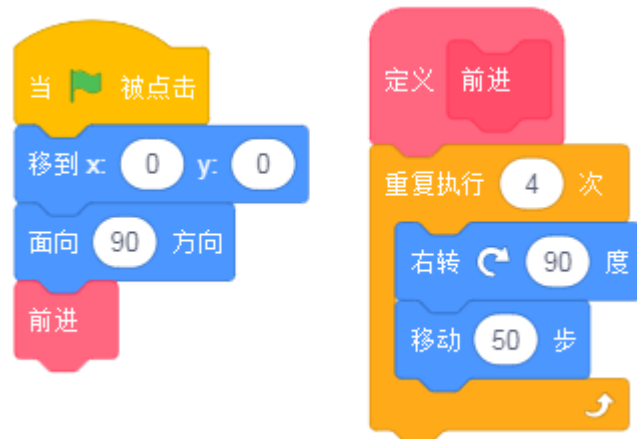 当 被点击
移到 x: 0 y: 0
面向 90 方向
前进
定义 前进
重复执行 4 次
右转 90 度
移动 50 步